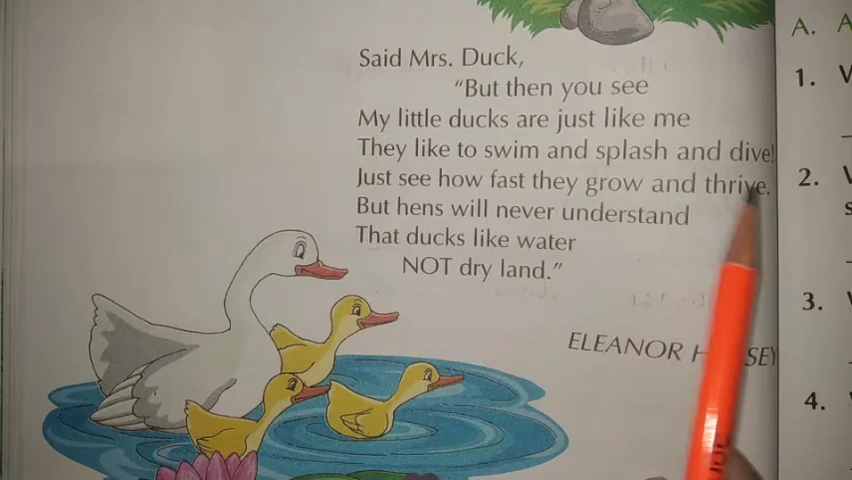 Said Mrs. Duck,
"But then you see
My little ducks are just like me
They like to swim and splash and dive!
Just see how fast they grow and thrive.
But hens will never understand
That ducks like water
NOT dry land."
ELEANOR
A. A
1.
2.
3.
4.